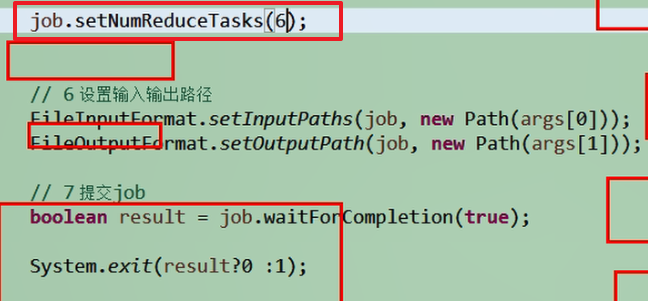 job.setNumReduceTasks(6);
// 6 设置输入输出路径
FileInputFormat.setInputPaths(job, new Path(args[0]));
FileOutputFormat.setOutputPath(job, new Path(args[1]));
// 7 提交job
boolean result = job.waitForCompletion(true);
System.exit(result?0 :1);